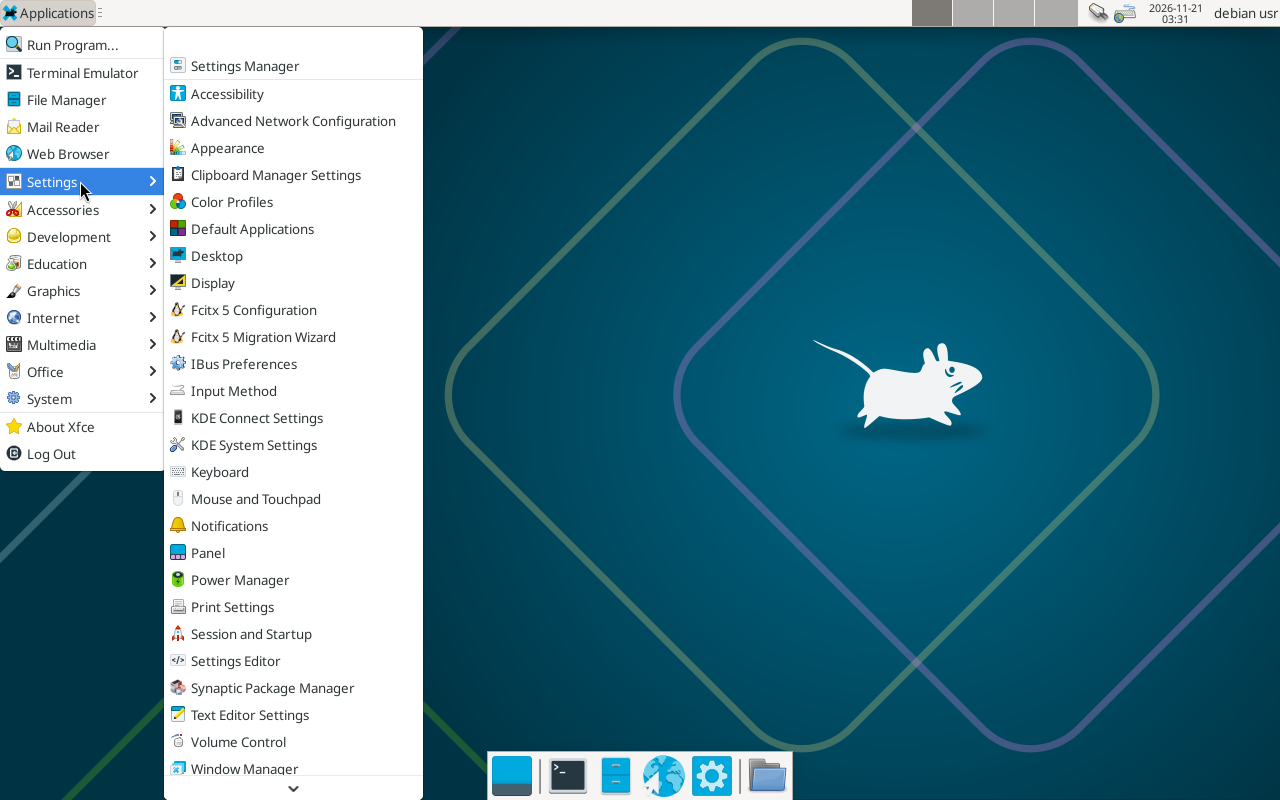 Applications
2026-11-21
03:31
debian usr
Run Program...
Terminal Emulator
File Manager
Mail Reader
Web Browser
Settings
Accessories
Development
Education
Graphics
Internet
Multimedia
Office
System
About Xfce
Log Out
Settings Manager
Accessibility
Advanced Network Configuration
Appearance
Clipboard Manager Settings
Color Profiles
Default Applications
Desktop
Display
Fcitx 5 Configuration
Fcitx 5 Migration Wizard
IBus Preferences
Input Method
KDE Connect Settings
KDE System Settings
Keyboard
Mouse and Touchpad
Notifications
Panel
Power Manager
Print Settings
Session and Startup
Settings Editor
Synaptic Package Manager
Text Editor Settings
Volume Control
Window Manager